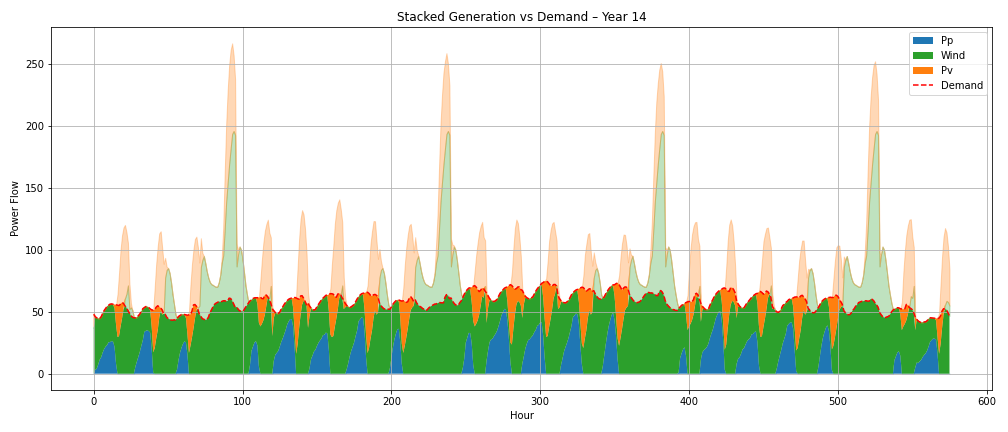 Stacked Generation vs Demand – Year 14
Pp
Wind
Pv
Demand
Power Flow
250
200
150
100
50
0
0 100 200 300 400 500 600
Hour